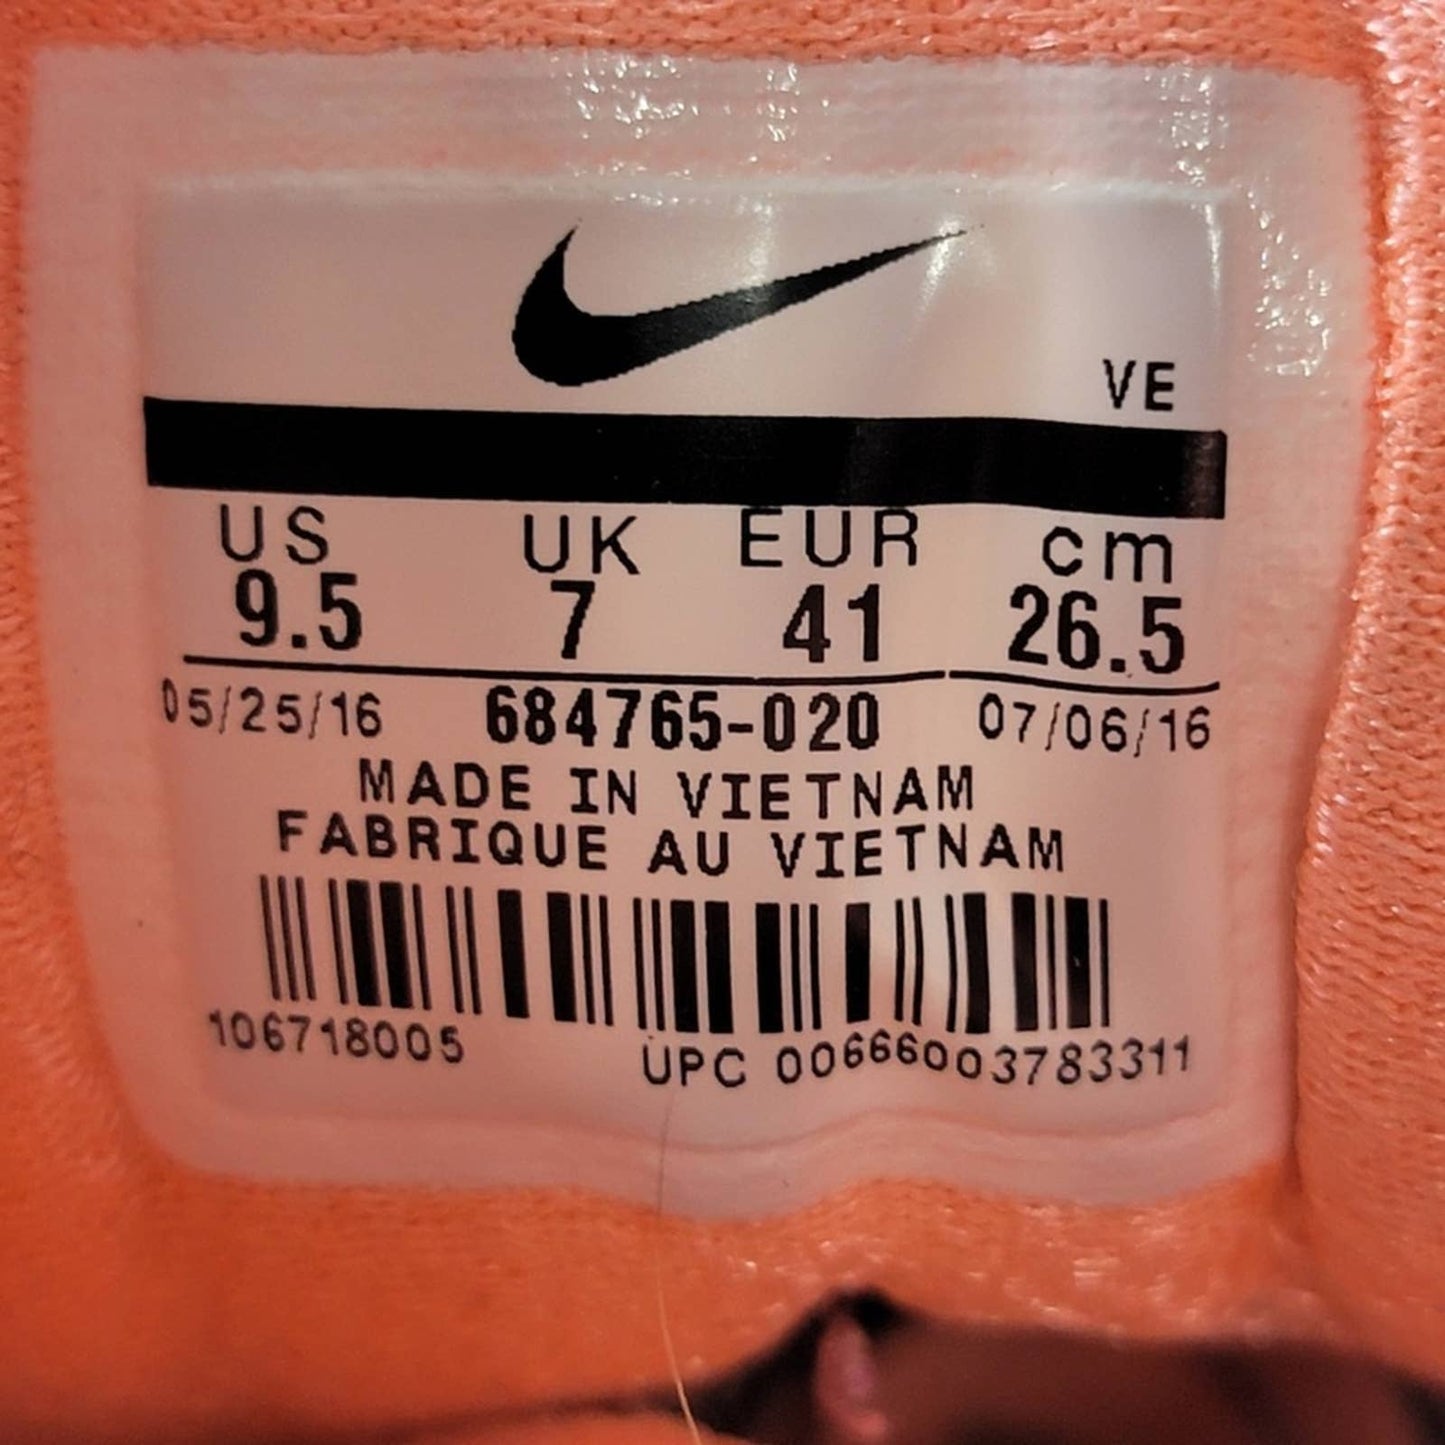 VE
US UK EUR cm
9.5 7 41 26.5
05/25/16 684765-020 07/06/16
MADE IN VIETNAM
FABRIQUE AU VIETNAM
106718005 UPC 00666003783311